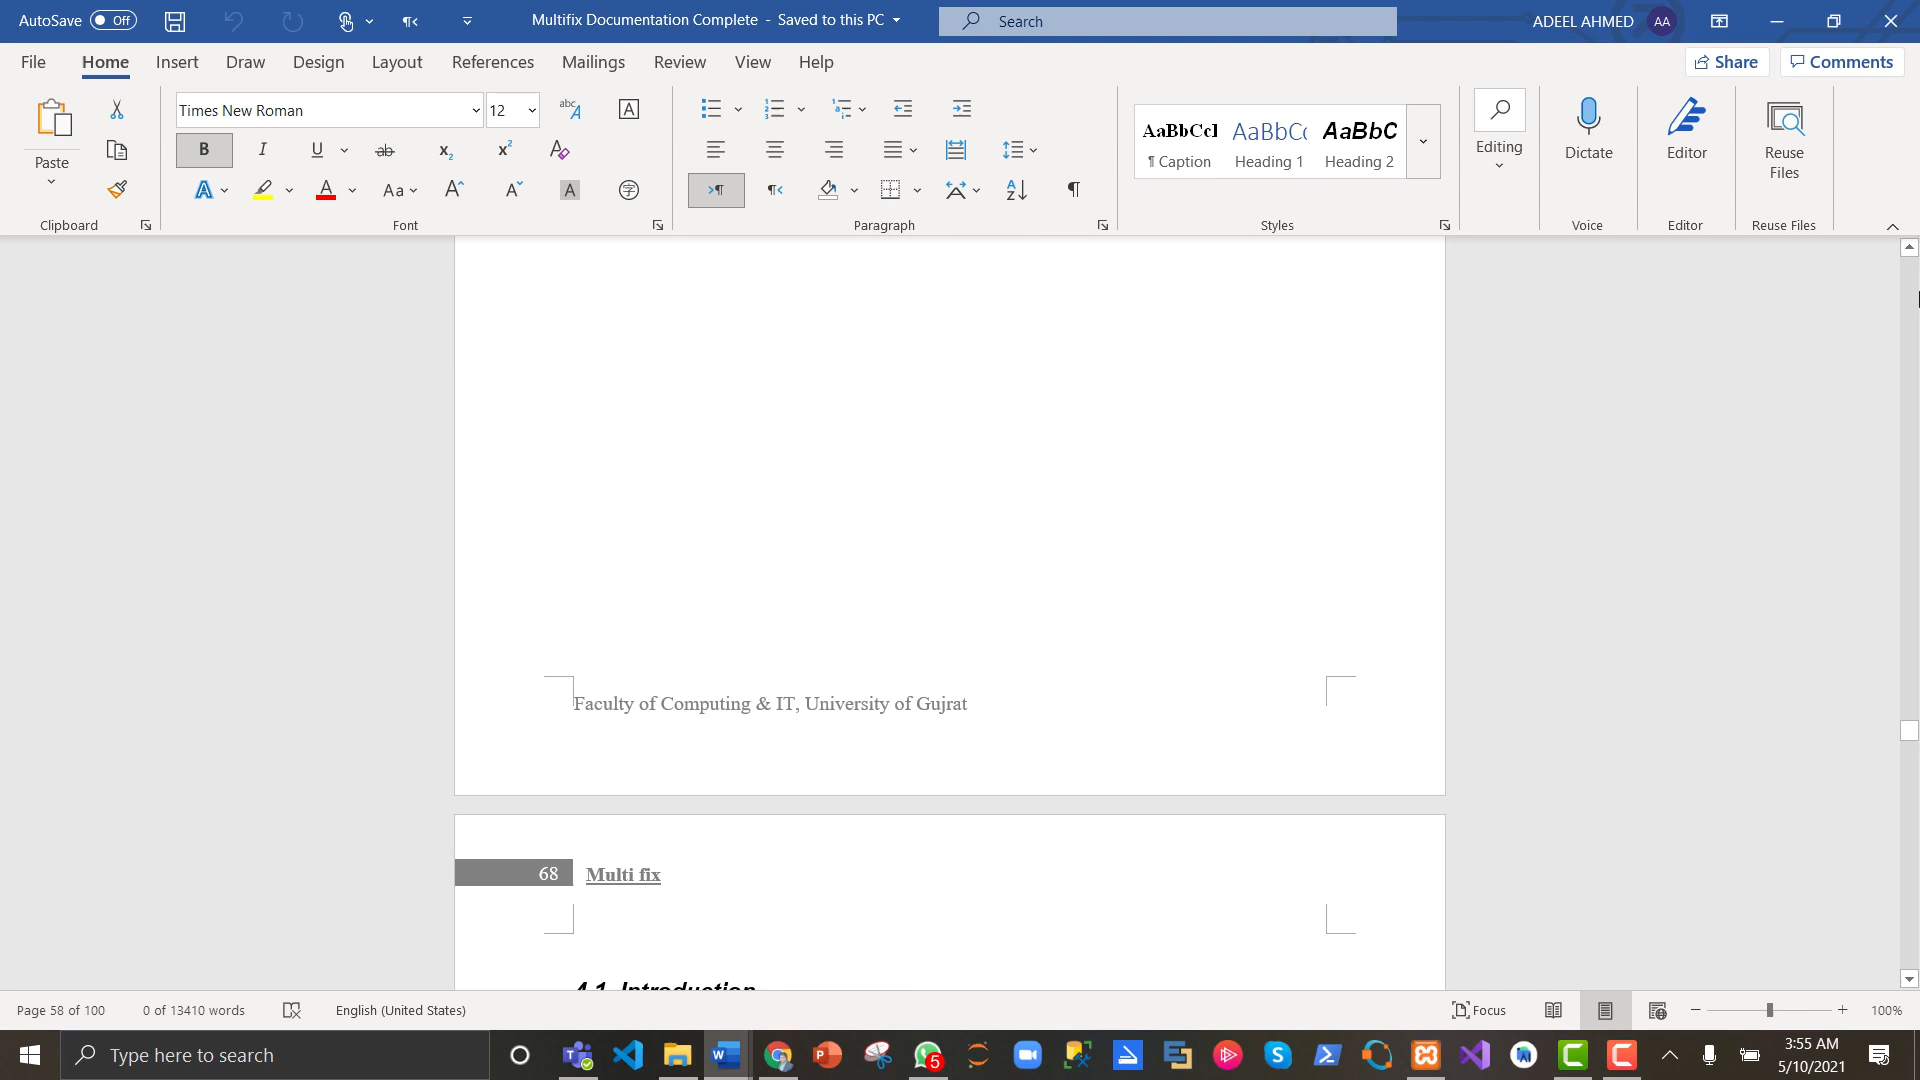 AutoSave Off Multifix Documentation Complete - Saved to this PC Search ADEEL AHMED AA
File Home Insert Draw Design Layout References Mailings Review View Help Share Comments
Times New Roman 12
Paste
Clipboard
Font
Paragraph
AaBbCcI AaBbCc AaBbC
¶ Caption Heading 1 Heading 2
Styles
Editing
Dictate
Voice
Editor
Editor
Reuse
Files
Reuse Files
Faculty of Computing & IT, University of Gujrat
68 Multi fix
4.1 Introduction
Page 58 of 100 0 of 13410 words English (United States) Focus 100%
Type here to search 5 3:55 AM
5/10/2021